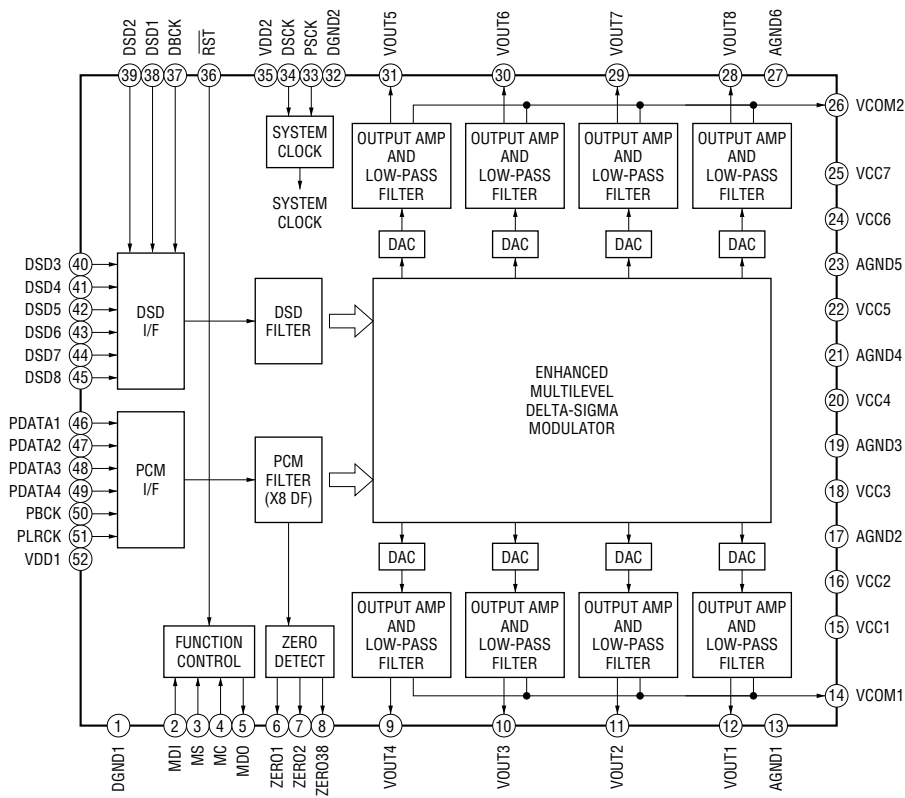 DSD2
DSD1
DBCK
RST
VDD2
DSCK
PSCK
DGND2
VOUT5
VOUT6
VOUT7
VOUT8
AGND6
39
38
37
36
35
34
33
32
31
30
29
28
27
26 VCOM2
SYSTEM
CLOCK
SYSTEM
CLOCK
OUTPUT AMP
AND
LOW-PASS
FILTER
OUTPUT AMP
AND
LOW-PASS
FILTER
OUTPUT AMP
AND
LOW-PASS
FILTER
OUTPUT AMP
AND
LOW-PASS
FILTER
25 VCC7
24 VCC6
DAC
DAC
DAC
DAC
DSD3 40
DSD4 41
DSD5 42
DSD6 43
DSD7 44
DSD8 45
DSD
I/F
DSD
FILTER
ENHANCED
MULTILEVEL
DELTA-SIGMA
MODULATOR
23 AGND5
22 VCC5
21 AGND4
20 VCC4
19 AGND3
18 VCC3
17 AGND2
16 VCC2
15 VCC1
14 VCOM1
PDATA1 46
PDATA2 47
PDATA3 48
PDATA4 49
PBCK 50
PLRCK 51
VDD1 52
PCM
I/F
PCM
FILTER
(X8 DF)
DAC
DAC
DAC
DAC
FUNCTION
CONTROL
ZERO
DETECT
OUTPUT AMP
AND
LOW-PASS
FILTER
OUTPUT AMP
AND
LOW-PASS
FILTER
OUTPUT AMP
AND
LOW-PASS
FILTER
OUTPUT AMP
AND
LOW-PASS
FILTER
1
2
3
4
5
6
7
8
9
10
11
12
13
DGND1
MDI
MS
MC
MDO
ZERO1
ZERO2
ZERO38
VOUT4
VOUT3
VOUT2
VOUT1
AGND1